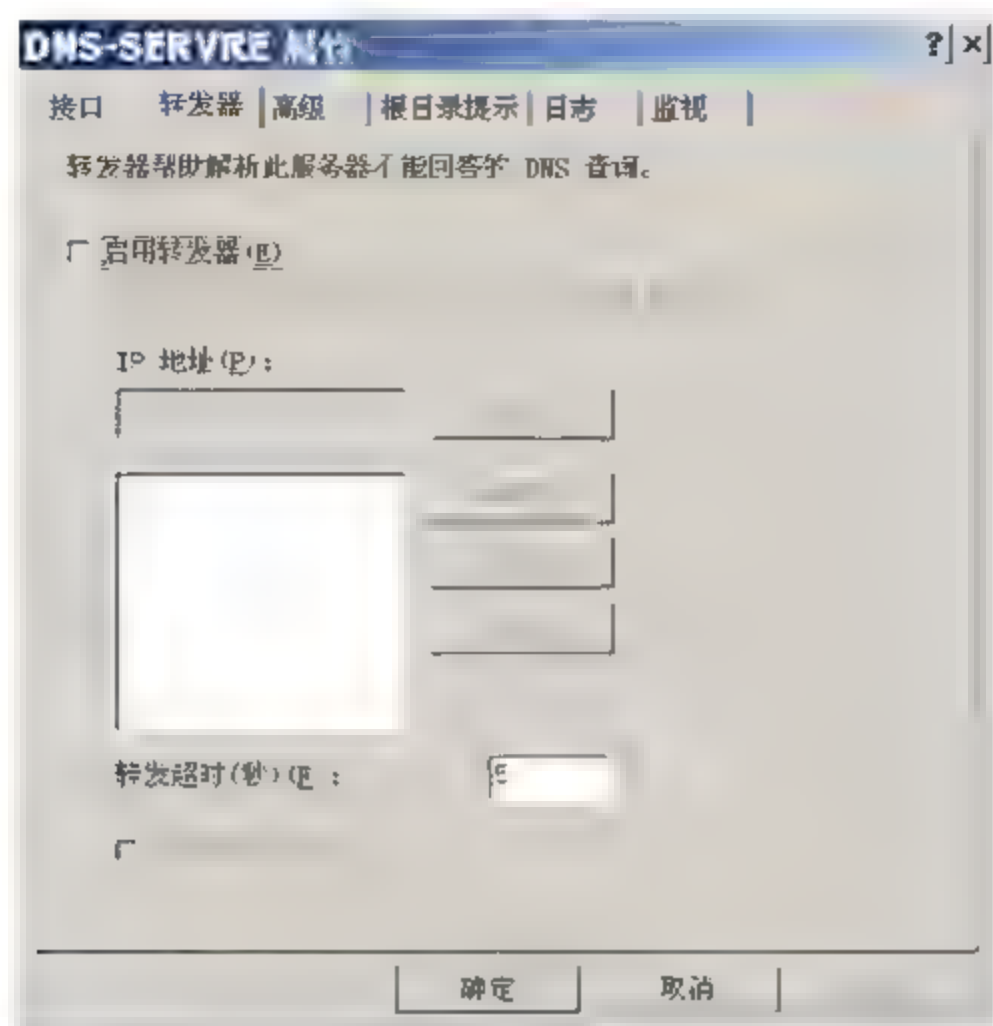 DNS-SERVRE 属性
接口 转发器 高级 根目录提示 日志 监视
转发器帮助解析此服务器不能回答的 DNS 查询。
启用转发器(E)
IP 地址(P):
转发超时(秒)(F):
5
确定 取消